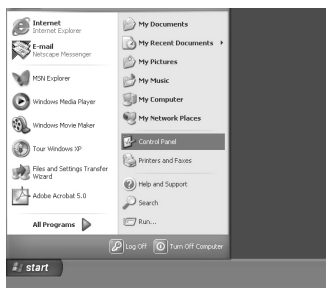 Internet
Internet Explorer
E-mail
Netscape Messenger
MSN Explorer
Windows Media Player
Windows Movie Maker
Tour Windows XP
Files and Settings Transfer
Wizard
Adobe Acrobat 5.0
All Programs
My Documents
My Recent Documents
My Pictures
My Music
My Computer
My Network Places
Control Panel
Printers and Faxes
Help and Support
Search
Run...
Log Off
Turn Off Computer
start